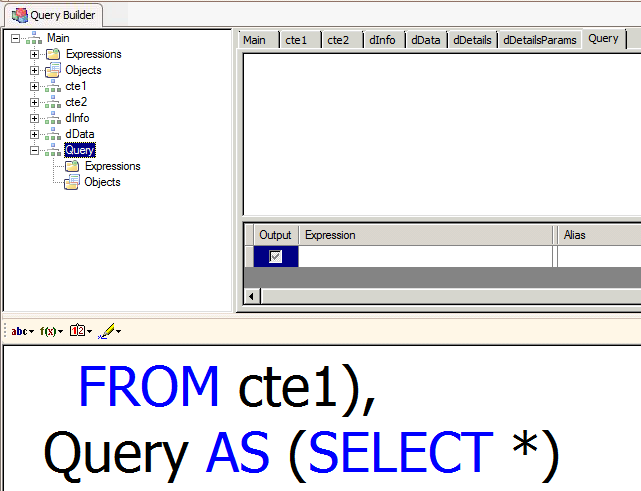 Query Builder
Main
Expressions
Objects
cte1
cte2
dInfo
dData
Query
Expressions
Objects
Main cte1 cte2 dInfo dData dDetails dDetailsParams Query
Output Expression Alias
abc f(x) 12
FROM cte1),
Query AS (SELECT *)